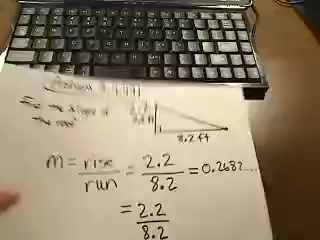 Find the slope of
the roof
8.2 ft
m = rise/run = 2.2/8.2 = 0.2682....
= 2.2/8.2